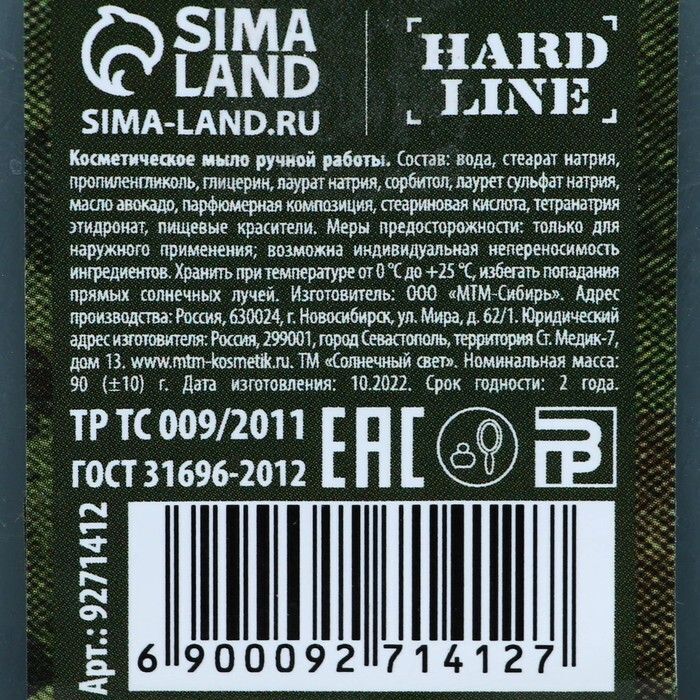 SIMA
LAND
SIMA-LAND.RU
HARD
LINE
Косметическое мыло ручной работы. Состав: вода, стеарат натрия,
пропиленгликоль, глицерин, лаурат натрия, сорбитол, лаурет сульфат натрия,
масло авокадо, парфюмерная композиция, стеариновая кислота, тетранатрия
этидронат, пищевые красители. Меры предосторожности: только для
наружного применения; возможна индивидуальная непереносимость
ингредиентов. Хранить при температуре от 0 °С до +25 °С, избегать попадания
прямых солнечных лучей. Изготовитель: ООО «МТМ-Сибирь». Адрес
производства: Россия, 630024, г. Новосибирск, ул. Мира, д. 62/1. Юридический
адрес изготовителя: Россия, 299001, город Севастополь, территория Ст. Медик-7,
дом 13. www.mtm-kosmetik.ru. ТМ «Солнечный свет». Номинальная масса:
90 (±10) г. Дата изготовления: 10.2022. Срок годности: 2 года.
ТР ТС 009/2011
ГОСТ 31696-2012
EAC
Арт.: 9271412
6 900092 714127